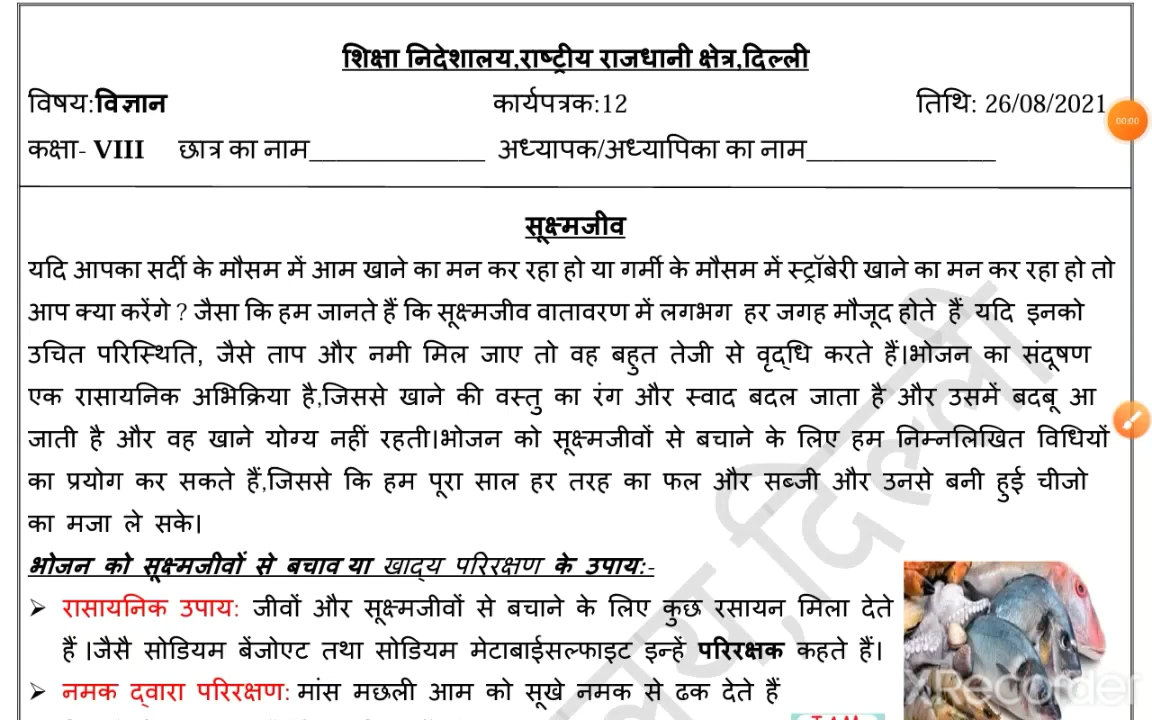 शिक्षा निदेशालय,राष्ट्रीय राजधानी क्षेत्र,दिल्ली
विषय:विज्ञान कार्यपत्रक:12 तिथि: 26/08/2021
00:00
कक्षा- VIII छात्र का नाम_______________ अध्यापक/अध्यापिका का नाम________________
सूक्ष्मजीव
यदि आपका सर्दी के मौसम में आम खाने का मन कर रहा हो या गर्मी के मौसम में स्ट्रॉबेरी खाने का मन कर रहा हो तो
आप क्या करेंगे ? जैसा कि हम जानते हैं कि सूक्ष्मजीव वातावरण में लगभग हर जगह मौजूद होते हैं यदि इनको
उचित परिस्थिति, जैसे ताप और नमी मिल जाए तो वह बहुत तेजी से वृद्धि करते हैं।भोजन का संदूषण
एक रासायनिक अभिक्रिया है,जिससे खाने की वस्तु का रंग और स्वाद बदल जाता है और उसमें बदबू आ
जाती है और वह खाने योग्य नहीं रहती।भोजन को सूक्ष्मजीवों से बचाने के लिए हम निम्नलिखित विधियों
का प्रयोग कर सकते हैं,जिससे कि हम पूरा साल हर तरह का फल और सब्जी और उनसे बनी हुई चीजो
का मजा ले सके।
भोजन को सूक्ष्मजीवों से बचाव या खाद्य परिरक्षण के उपाय:-
➢ रासायनिक उपाय: जीवों और सूक्ष्मजीवों से बचाने के लिए कुछ रसायन मिला देते
हैं ।जैसै सोडियम बेंजोएट तथा सोडियम मेटाबाईसल्फाइट इन्हें परिरक्षक कहते हैं।
➢ नमक द्वारा परिरक्षण: मांस मछली आम को सूखे नमक से ढक देते हैं
XRecorder